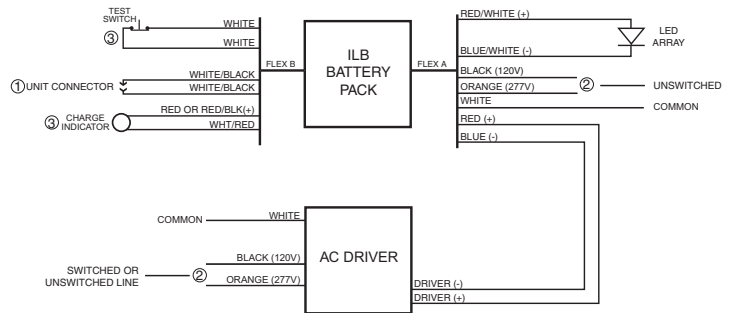 TEST
SWITCH
③
WHITE
WHITE
① UNIT CONNECTOR
WHITE/BLACK
WHITE/BLACK
③ CHARGE
INDICATOR
RED OR RED/BLK(+)
WHT/RED
FLEX B
ILB
BATTERY
PACK
FLEX A
RED/WHITE (+)
BLUE/WHITE (-)
LED
ARRAY
BLACK (120V)
ORANGE (277V)
② UNSWITCHED
WHITE
COMMON
RED (+)
BLUE (-)
COMMON
WHITE
BLACK (120V)
SWITCHED OR
UNSWITCHED LINE
②
ORANGE (277V)
AC DRIVER
DRIVER (-)
DRIVER (+)